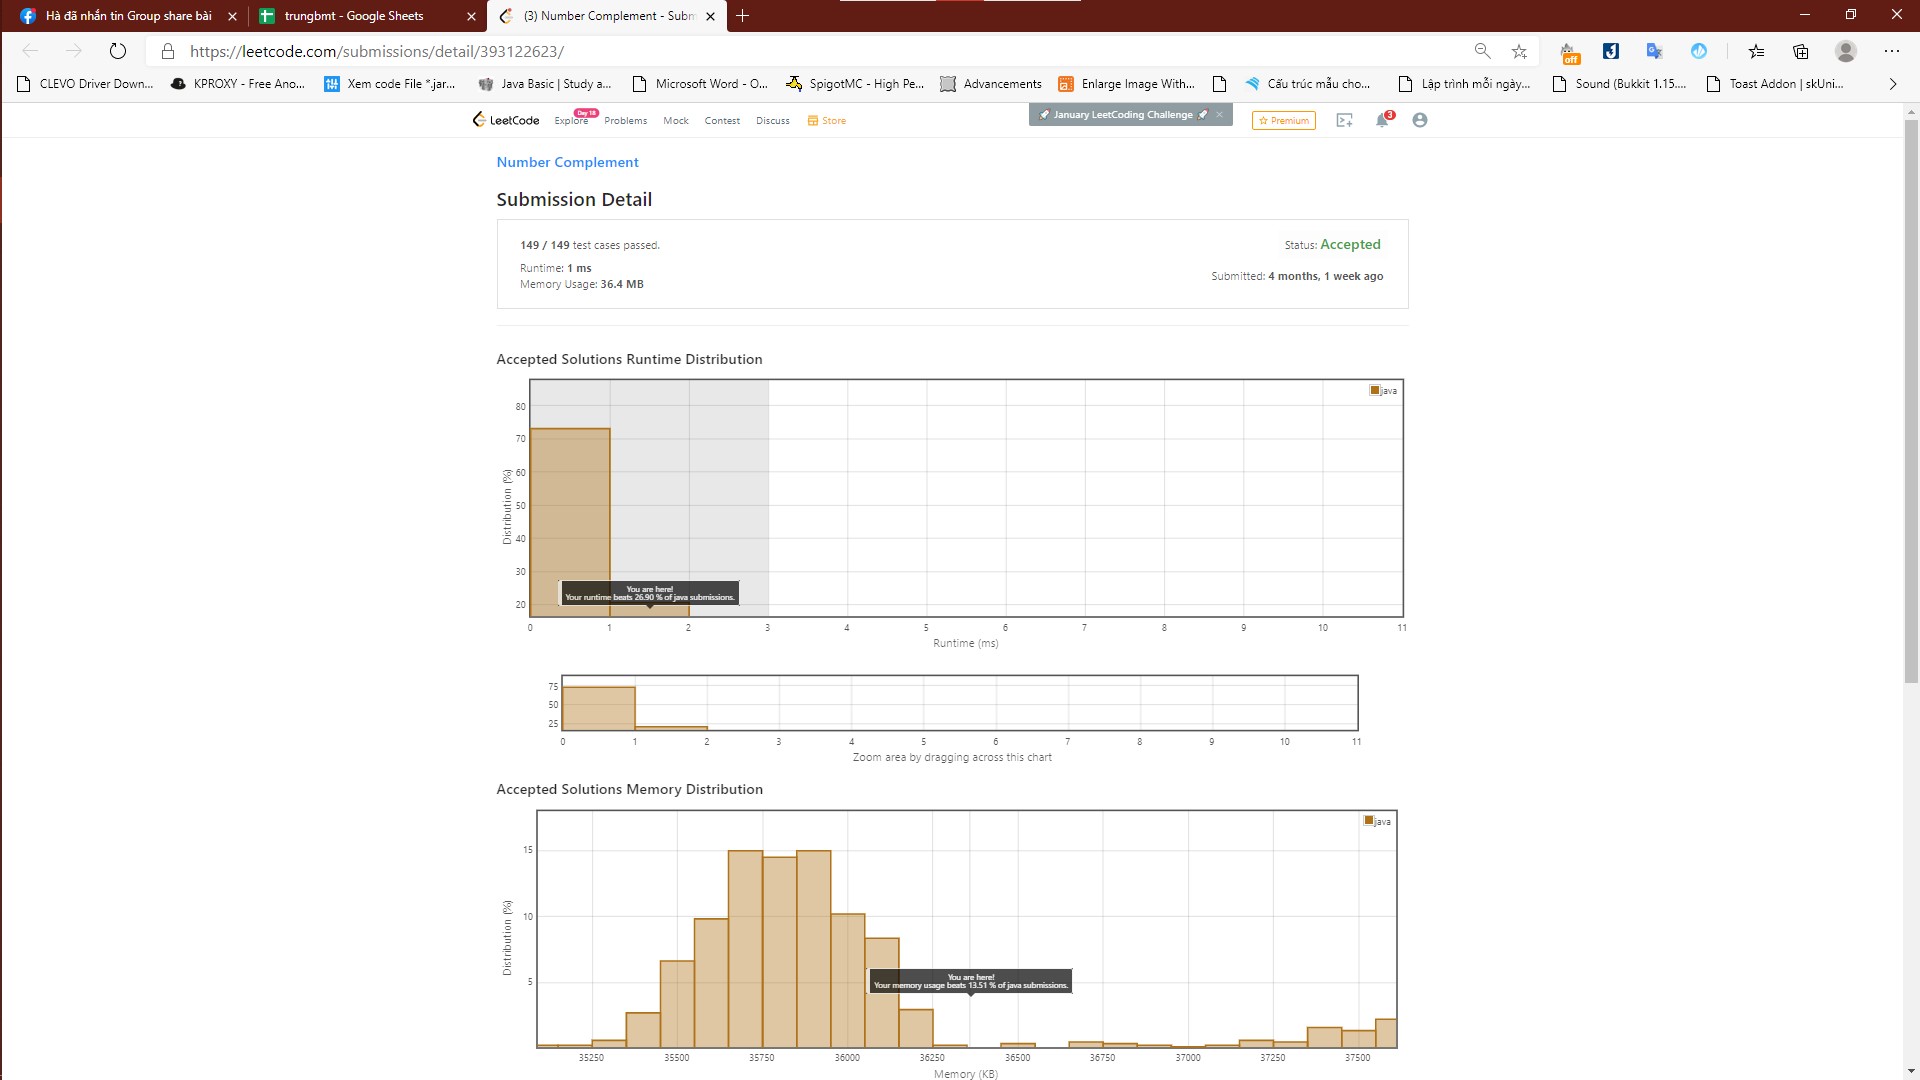 Hà đã nhắn tin Group share bài
trungbmt - Google Sheets
(3) Number Complement - Subm
https://leetcode.com/submissions/detail/393122623/
off
CLEVO Driver Down...
KPROXY - Free Ano...
Xem code File *.jar...
Java Basic | Study a...
Microsoft Word - O...
SpigotMC - High Pe...
Advancements
Enlarge Image With...
Cấu trúc mẫu cho...
Lập trình mỗi ngày...
Sound (Bukkit 1.15....
Toast Addon | skUni...
LeetCode
Explore
Day 18
Problems
Mock
Contest
Discuss
Store
January LeetCoding Challenge
Premium
3
Number Complement
Submission Detail
149 / 149 test cases passed.
Status: Accepted
Runtime: 1 ms
Memory Usage: 36.4 MB
Submitted: 4 months, 1 week ago
Accepted Solutions Runtime Distribution
java
80
70
60
50
40
30
20
Distribution (%)
You are here!
Your runtime beats 26.90 % of java submissions.
0 1 2 3 4 5 6 7 8 9 10 11
Runtime (ms)
75
50
25
0 1 2 3 4 5 6 7 8 9 10 11
Zoom area by dragging across this chart
Accepted Solutions Memory Distribution
java
15
10
5
Distribution (%)
You are here!
Your memory usage beats 13.51 % of java submissions.
35250 35500 35750 36000 36250 36500 36750 37000 37250 37500
Memory (KB)